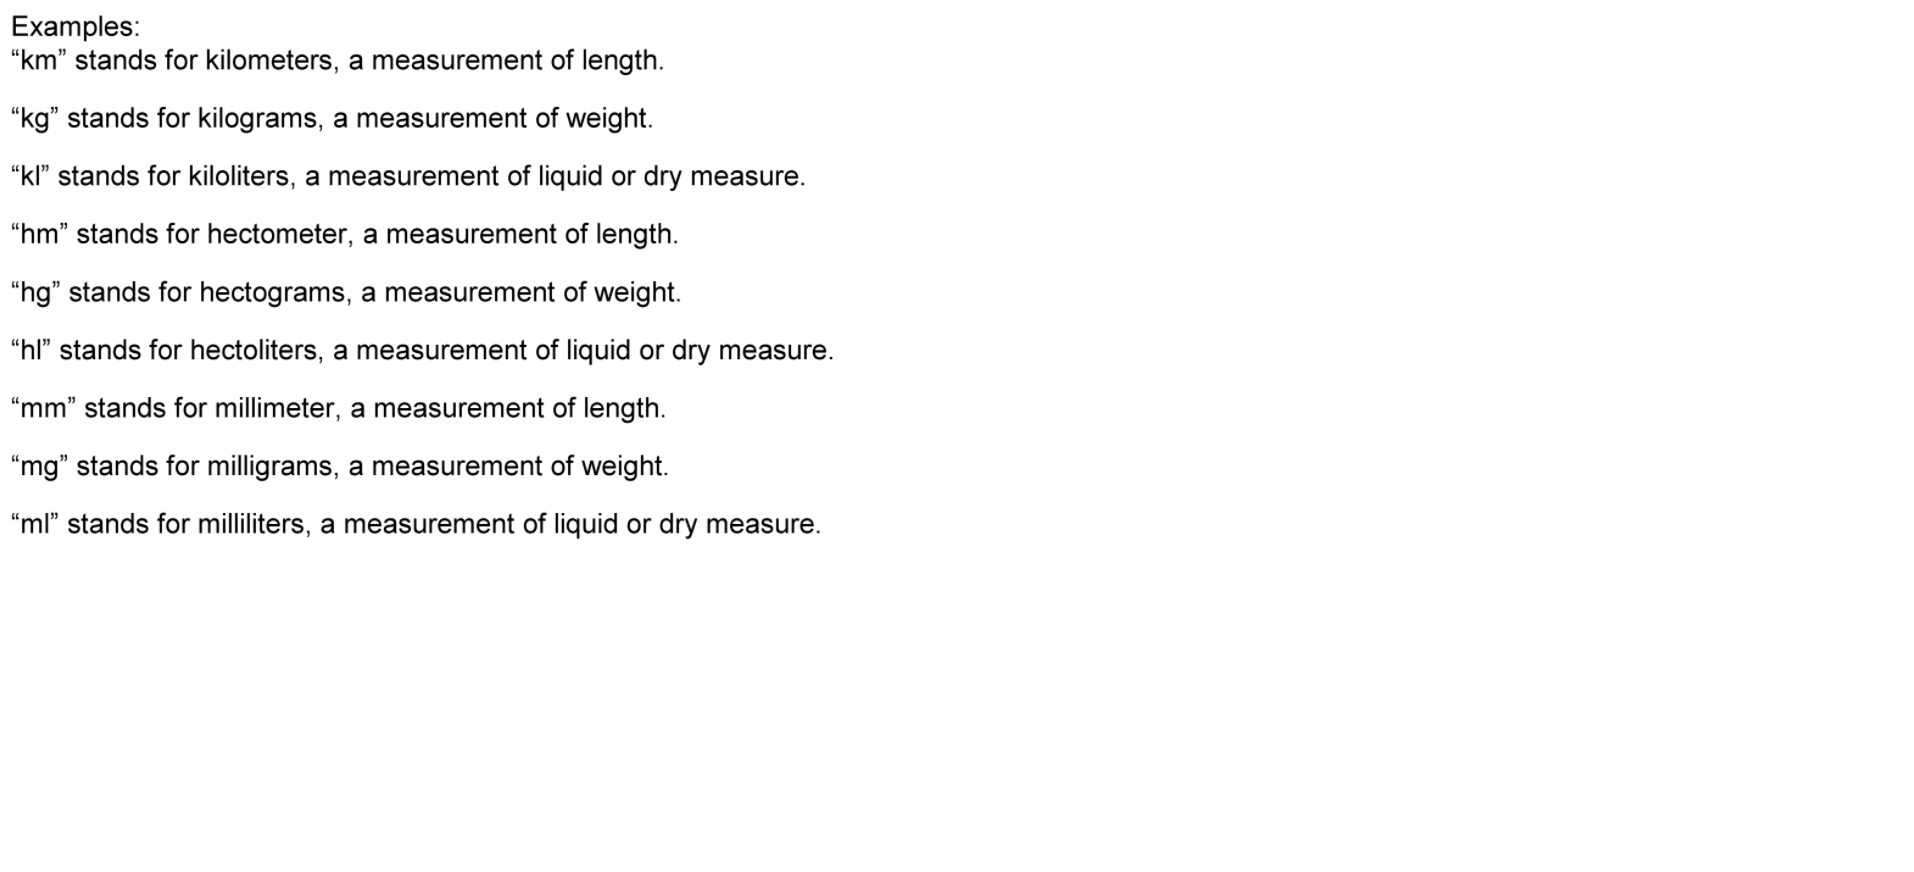 Examples:
“km” stands for kilometers, a measurement of length.
“kg” stands for kilograms, a measurement of weight.
“kl” stands for kiloliters, a measurement of liquid or dry measure.
“hm” stands for hectometer, a measurement of length.
“hg” stands for hectograms, a measurement of weight.
“hl” stands for hectoliters, a measurement of liquid or dry measure.
“mm” stands for millimeter, a measurement of length.
“mg” stands for milligrams, a measurement of weight.
“ml” stands for milliliters, a measurement of liquid or dry measure.